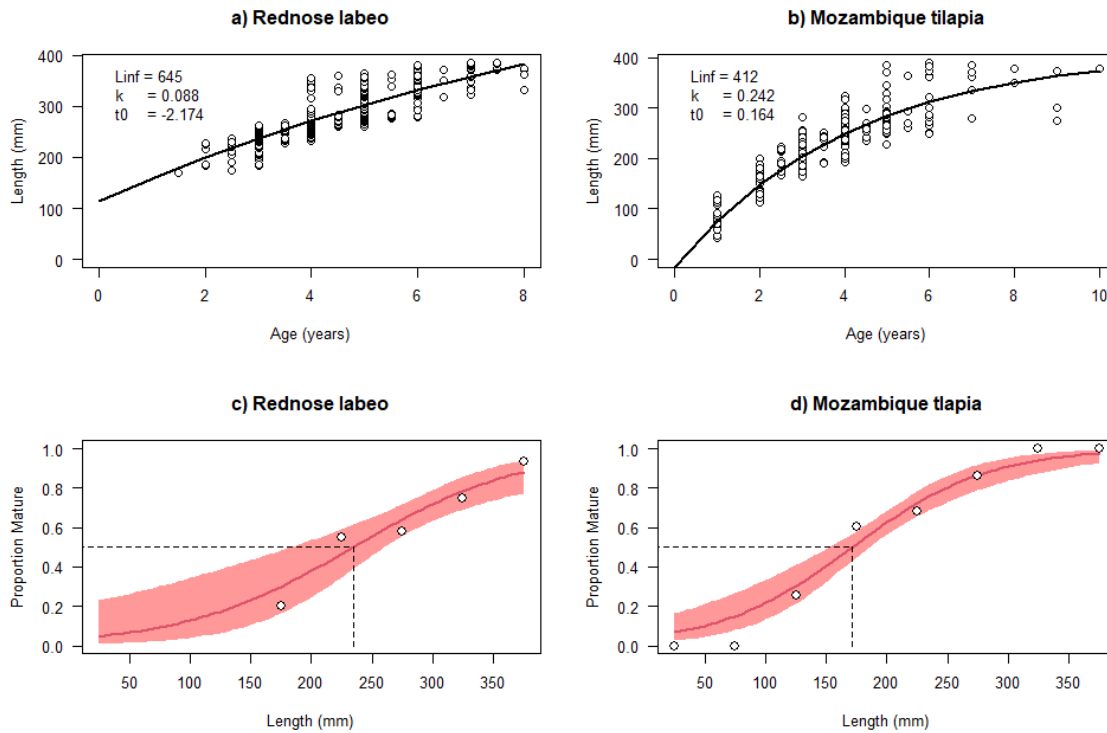 a) Rednose labeo
Linf = 645
k = 0.088
t0 = -2.174
400
300
200
100
0
Length (mm)
0 2 4 6 8
Age (years)
b) Mozambique tilapia
Linf = 412
k = 0.242
t0 = 0.164
400
300
200
100
0
Length (mm)
0 2 4 6 8 10
Age (years)
c) Rednose labeo
1.0
0.8
0.6
0.4
0.2
0.0
Proportion Mature
50 100 150 200 250 300 350
Length (mm)
d) Mozambique tlapia
1.0
0.8
0.6
0.4
0.2
0.0
Proportion Mature
50 100 150 200 250 300 350
Length (mm)